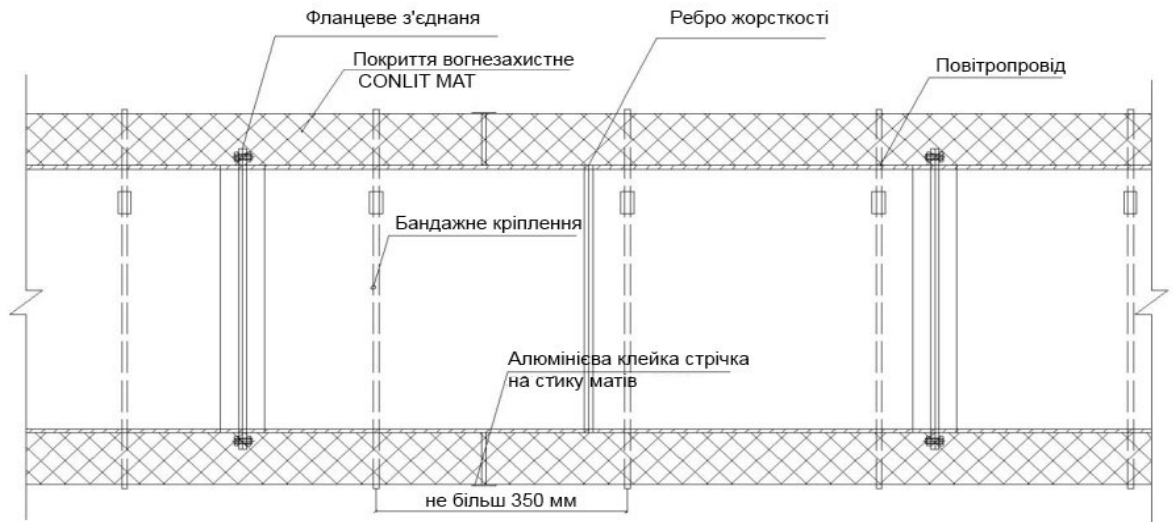 Фланцеве з'єднаня
Ребро жорсткості
Покриття вогнезахистне
CONLIT MAT
Повітропровід
Бандажне кріплення
Алюмінієва клейка стрічка
на стику матів
не більш 350 мм